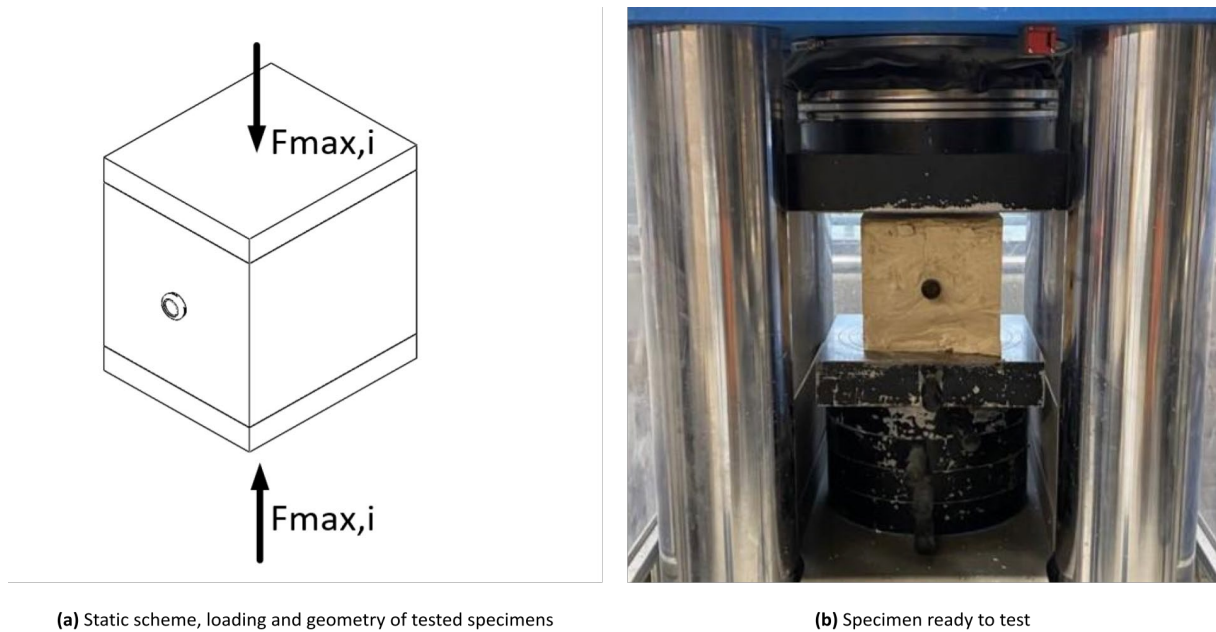 Fmax,i
Fmax,i
(a) Static scheme, loading and geometry of tested specimens
(b) Specimen ready to test